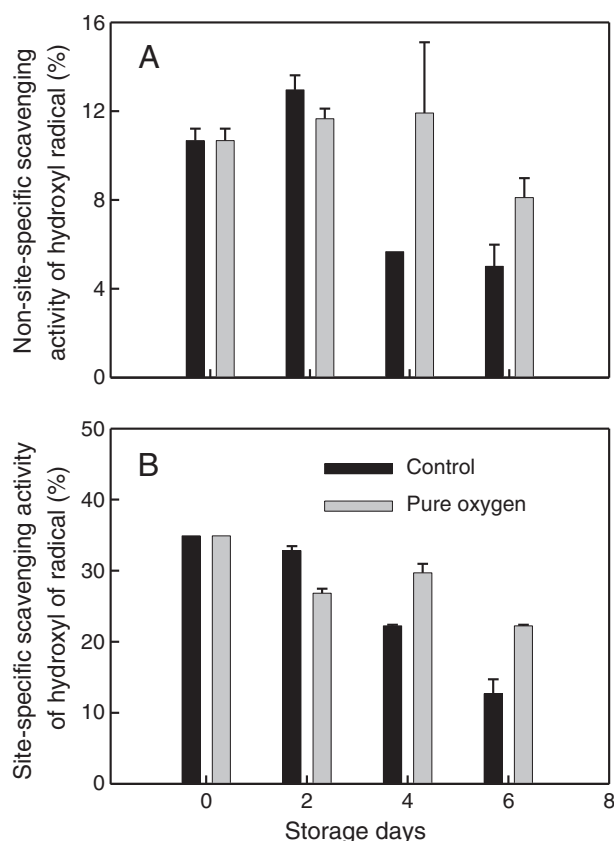 Non-site-specific scavenging
activity of hydroxyl radical (%)
16
12
8
4
0
A
Site-specific scavenging activity
of hydroxyl of radical (%)
50
40
30
20
10
0
B
Control
Pure oxygen
0 2 4 6 8
Storage days